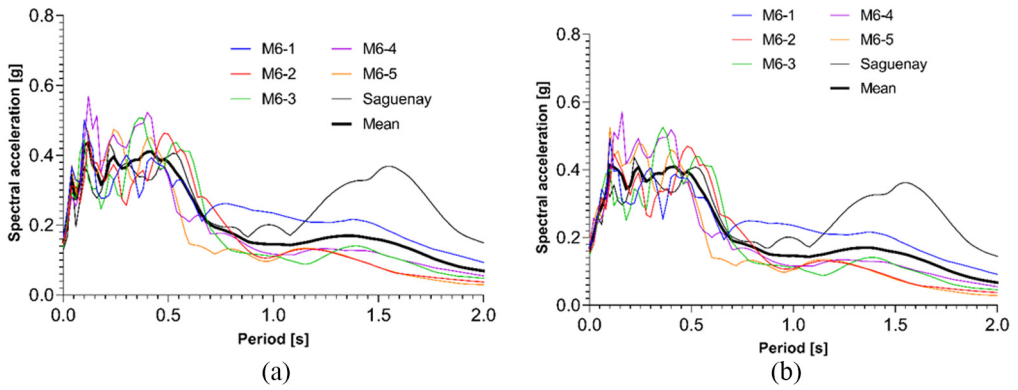 (a)
Spectral acceleration [g]
0.8
0.6
0.4
0.2
0.0
M6-1
M6-2
M6-3
M6-4
M6-5
Saguenay
Mean
0.0 0.5 1.0 1.5 2.0
Period [s]
(a)
(b)
Spectral acceleration [g]
0.8
0.6
0.4
0.2
0.0
M6-1
M6-2
M6-3
M6-4
M6-5
Saguenay
Mean
0.0 0.5 1.0 1.5 2.0
Period [s]
(b)